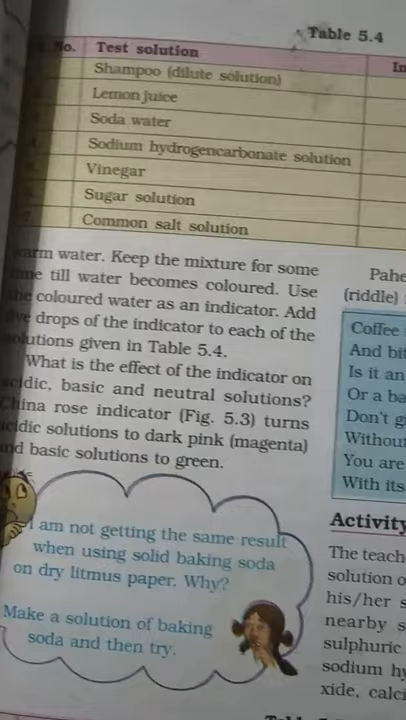 Table 5.4
No. Test solution In
Shampoo (dilute solution)
Lemon juice
Soda water
Sodium hydrogencarbonate solution
Vinegar
Sugar solution
Common salt solution
warm water. Keep the mixture for some
time till water becomes coloured. Use
the coloured water as an indicator. Add
five drops of the indicator to each of the
solutions given in Table 5.4.
What is the effect of the indicator on
acidic, basic and neutral solutions?
China rose indicator (Fig. 5.3) turns
acidic solutions to dark pink (magenta)
and basic solutions to green.
I am not getting the same result
when using solid baking soda
on dry litmus paper. Why?
Make a solution of baking
soda and then try.
Pahe
(riddle)
Coffee
And bit
Is it an
Or a ba
Don't g
Without
You are
With its
Activity
The teach
solution o
his/her s
nearby s
sulphuric
sodium hy
xide, calci